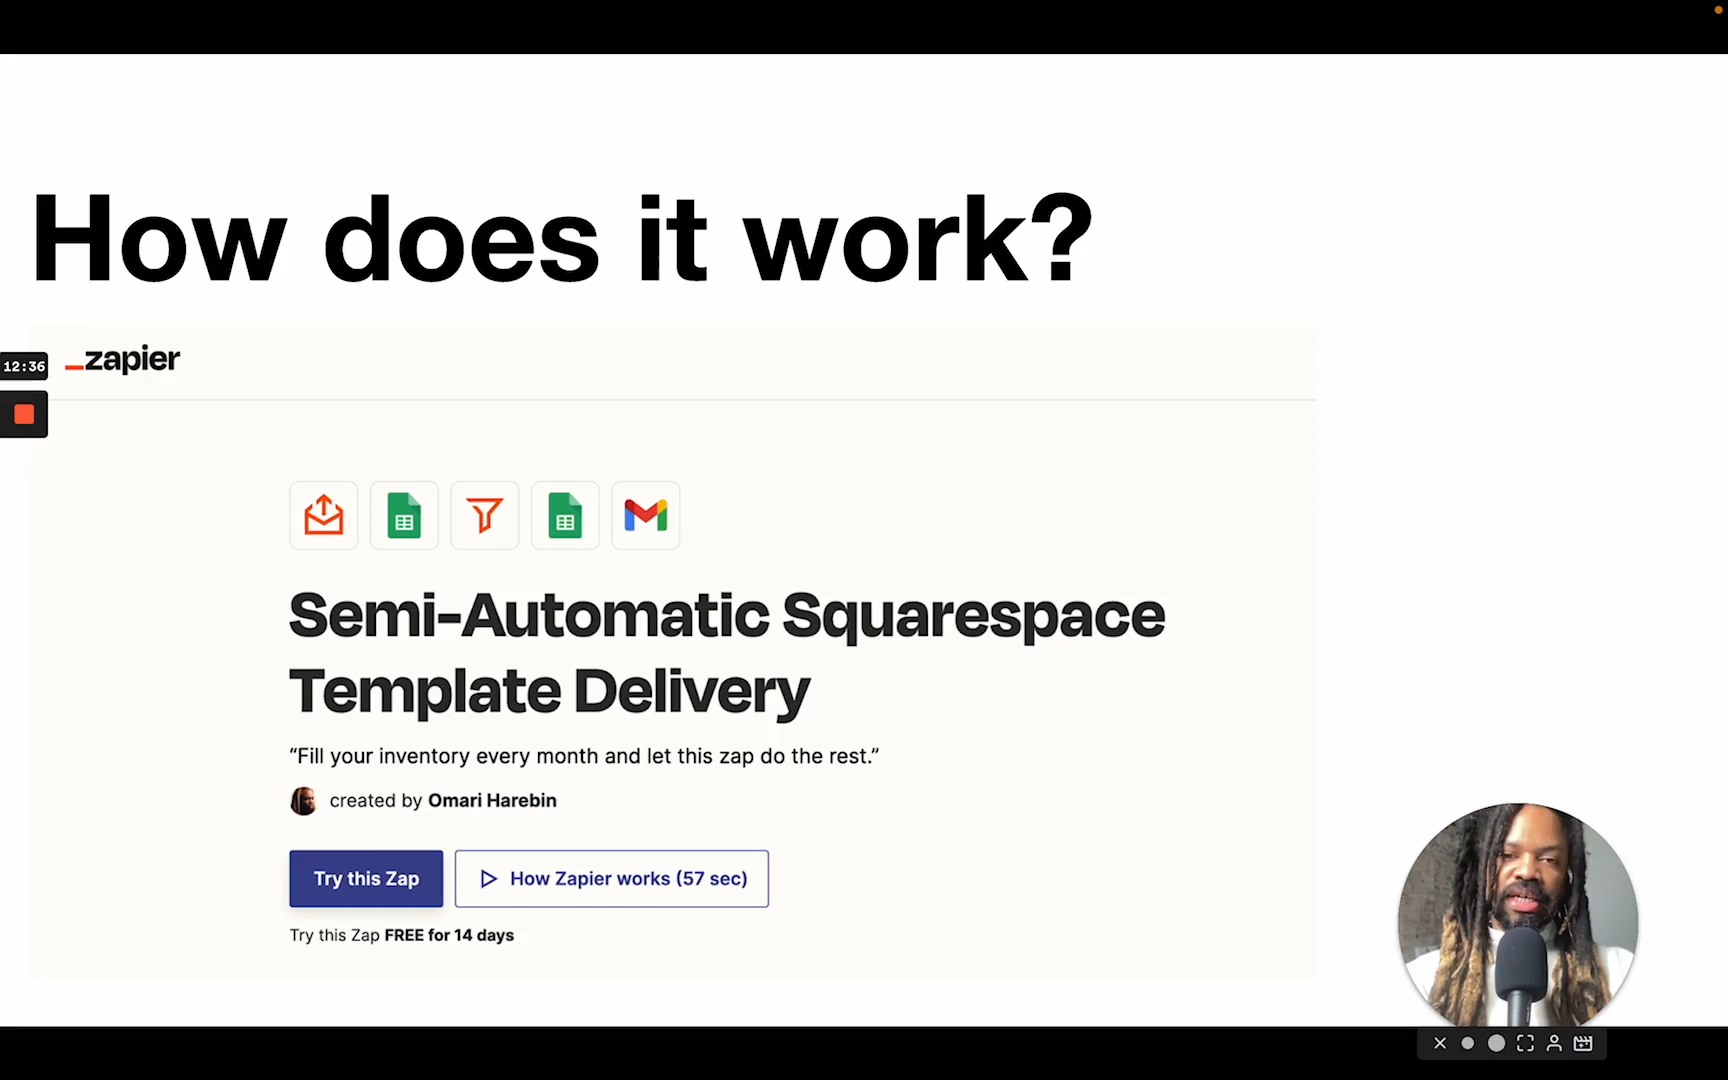 How does it work?
12:36
zapier
Semi-Automatic Squarespace
Template Delivery
“Fill your inventory every month and let this zap do the rest.”
created by Omari Harebin
Try this Zap
How Zapier works (57 sec)
Try this Zap FREE for 14 days